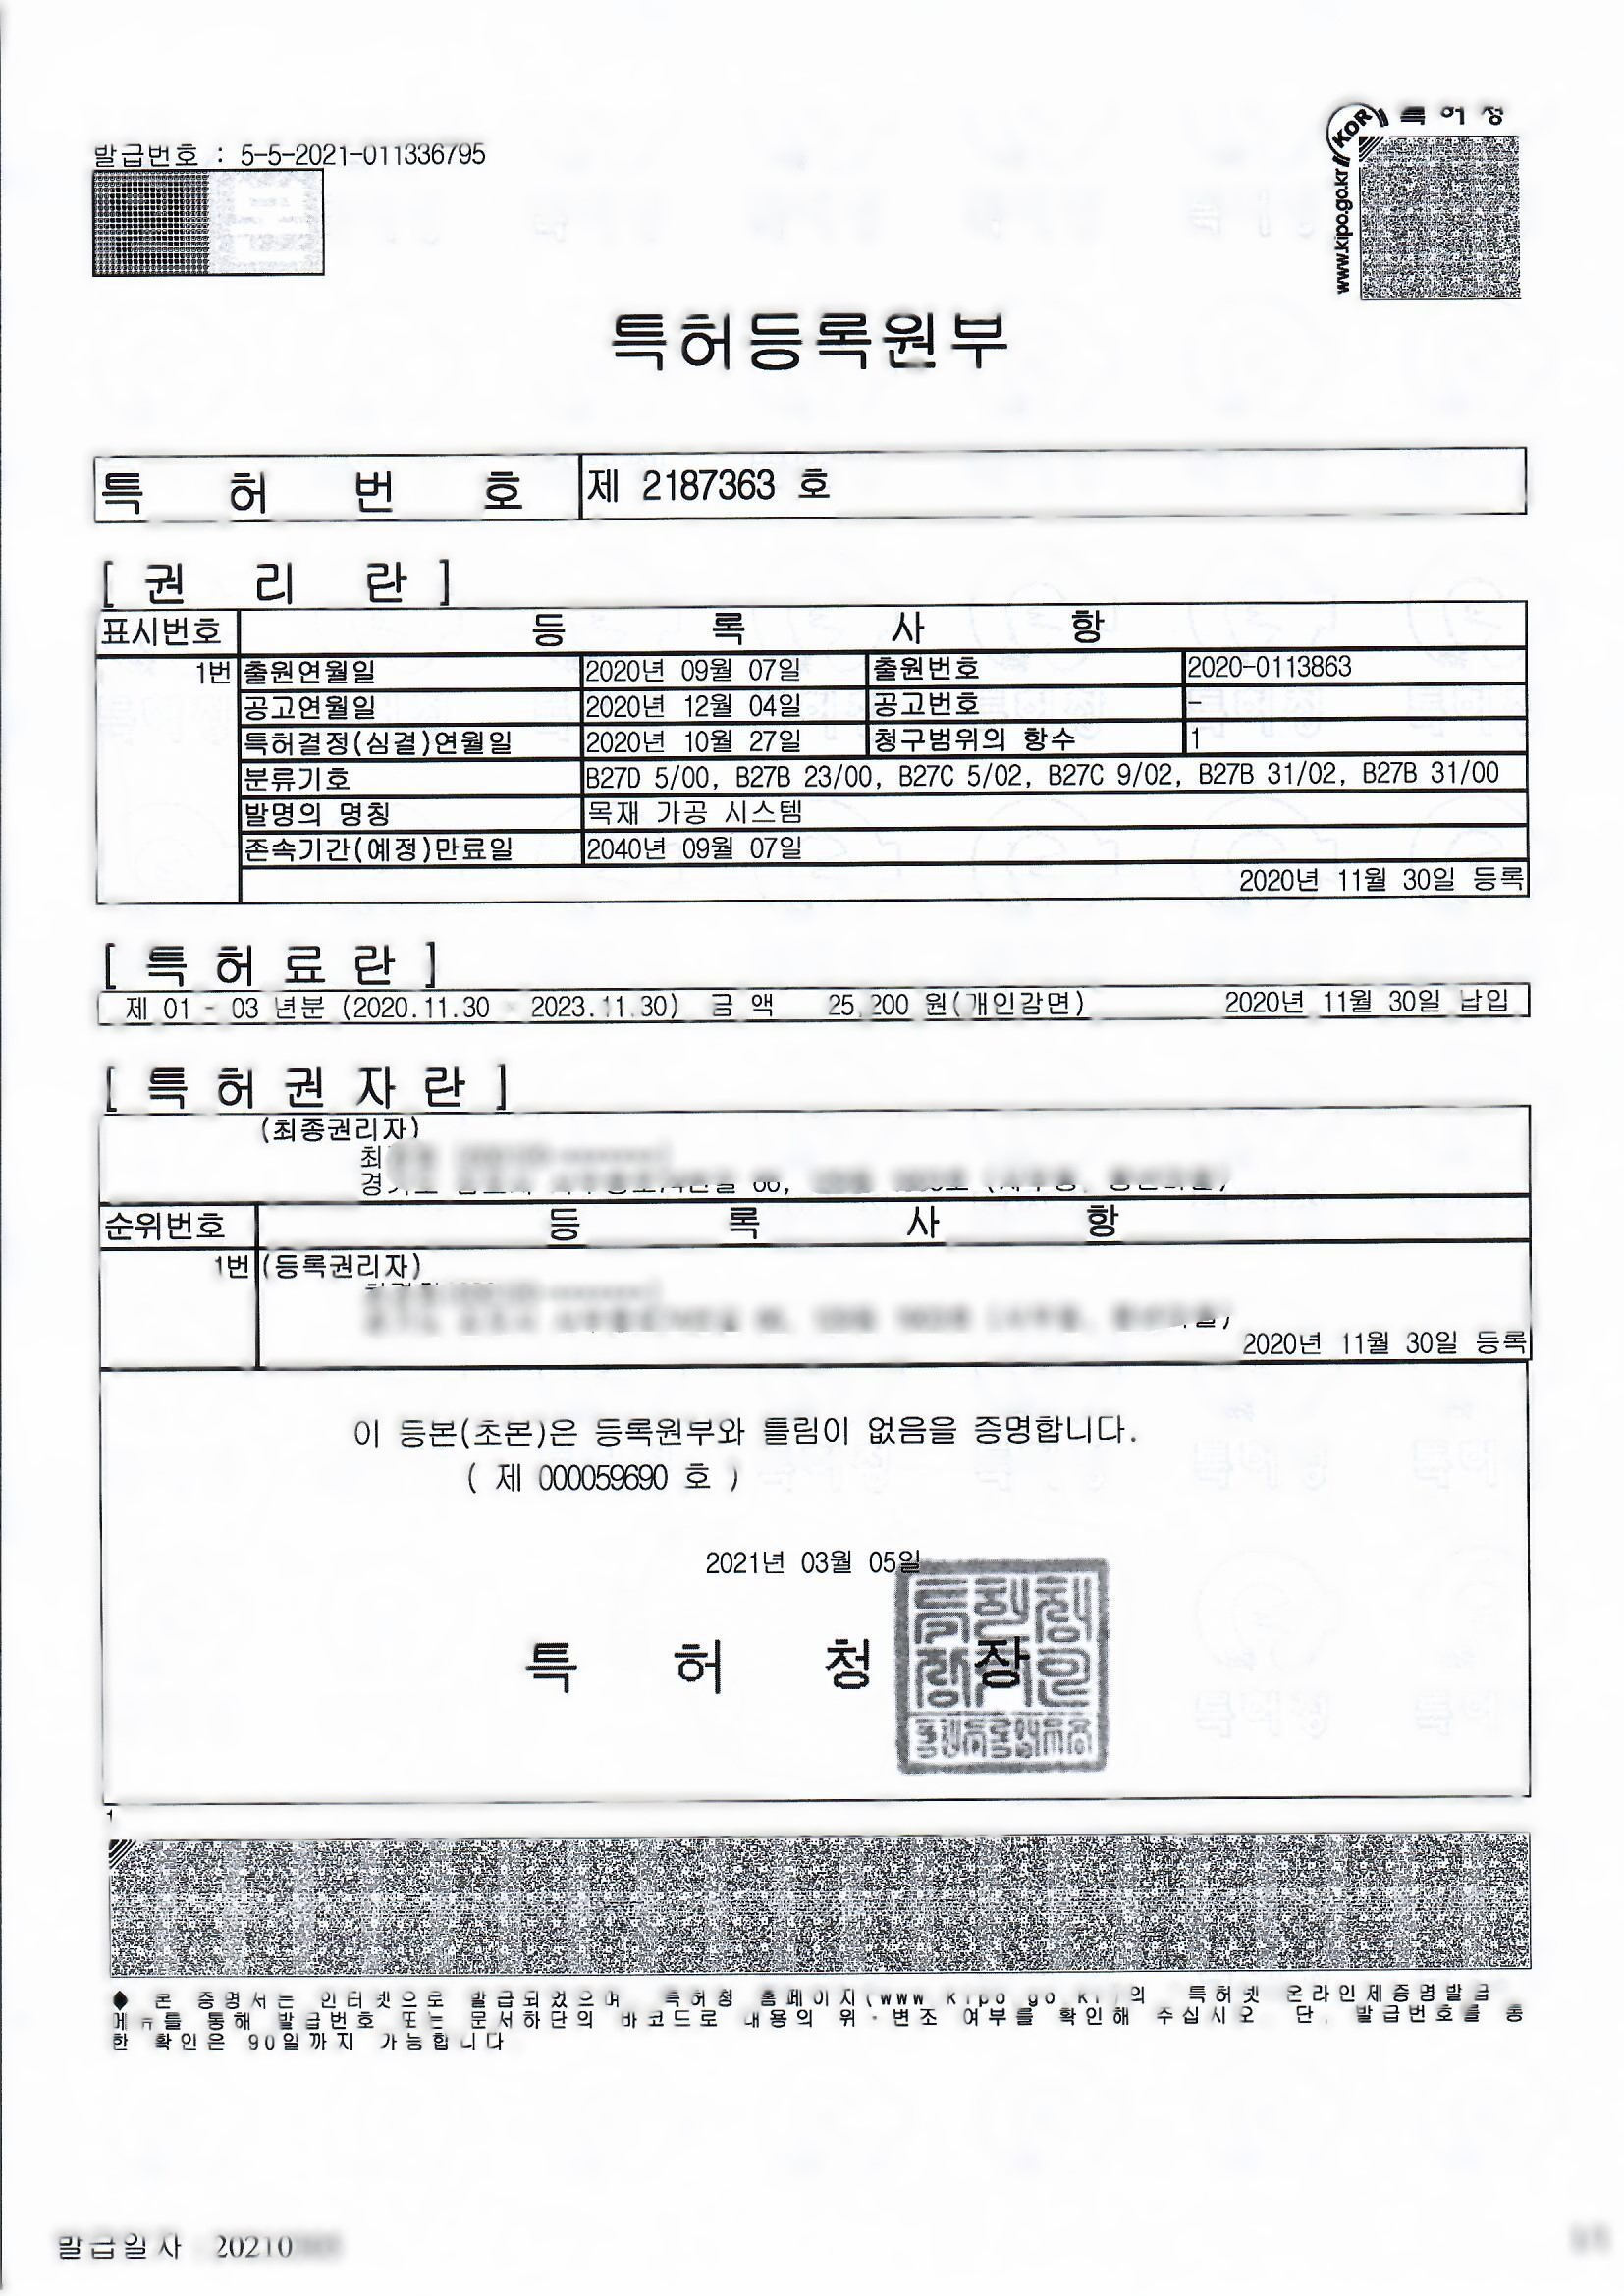 발급번호 : 5-5-2021-011336795
KOR 특허청
www.kipo.go.kr
특허등록원부
특 허 번 호 제 2187363 호
[ 권 리 란 ]
표시번호 등 록 사 항
1번 출원연월일 2020년 09월 07일 출원번호 2020-0113863
공고연월일 2020년 12월 04일 공고번호 -
특허결정(심결)연월일 2020년 10월 27일 청구범위의 항수 1
분류기호 B27D 5/00, B27B 23/00, B27C 5/02, B27C 9/02, B27B 31/02, B27B 31/00
발명의 명칭 목재 가공 시스템
존속기간(예정)만료일 2040년 09월 07일
2020년 11월 30일 등록
[ 특 허 료 란 ]
제 01 - 03 년분 (2020.11.30 - 2023.11.30) 금 액 25,200 원(개인감면) 2020년 11월 30일 납입
[ 특 허 권 자 란 ]
(최종권리자)
최
순위번호 등 록 사 항
1번 (등록권리자)
2020년 11월 30일 등록
이 등본(초본)은 등록원부와 틀림이 없음을 증명합니다.
( 제 000059690 호 )
2021년 03월 05일
특 허 청 장
1
◆ 본 증명서는 인터넷으로 발급되었으며, 특허청 홈페이지(www.kipo.go.kr)의 특허넷 온라인제증명발급
메뉴를 통해 발급번호 또는 문서하단의 바코드로 내용의 위·변조 여부를 확인해 주십시오. 단, 발급번호를 통
한 확인은 90일까지 가능합니다
발급일자 : 20210